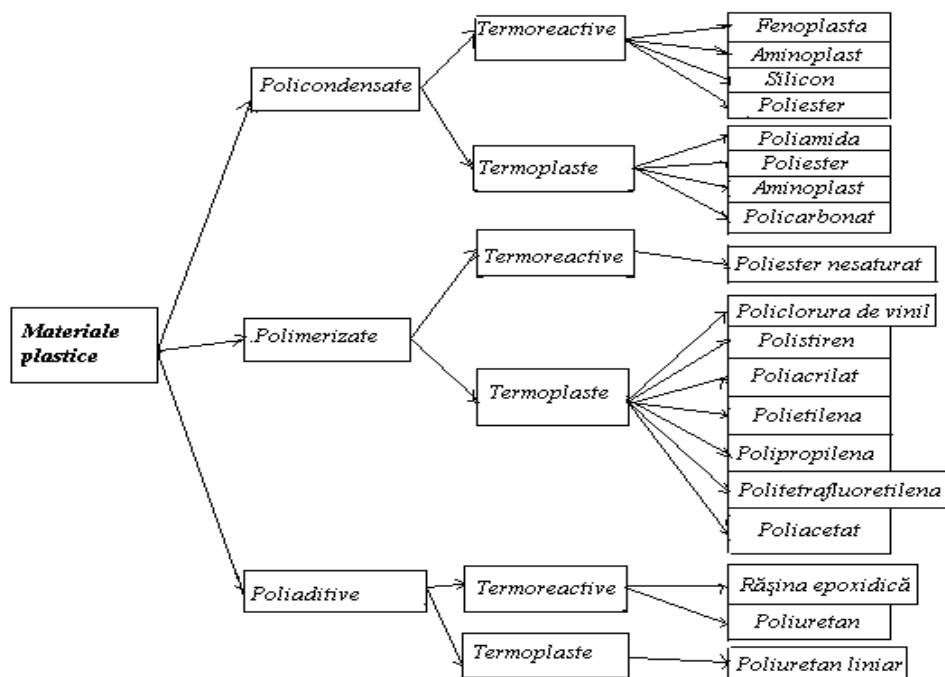 Materiale
plastice
Policondensate
Termoreactive
Fenoplasta
Aminoplast
Silicon
Poliester
Termoplaste
Poliamida
Poliester
Aminoplast
Policarbonat
Polimerizate
Termoreactive
Poliester nesaturat
Termoplaste
Policlorura de vinil
Polistiren
Poliacrilat
Polietilena
Polipropilena
Politetrafluoretilena
Poliacetat
Poliaditive
Termoreactive
Răşina epoxidică
Poliuretan
Termoplaste
Poliuretan liniar